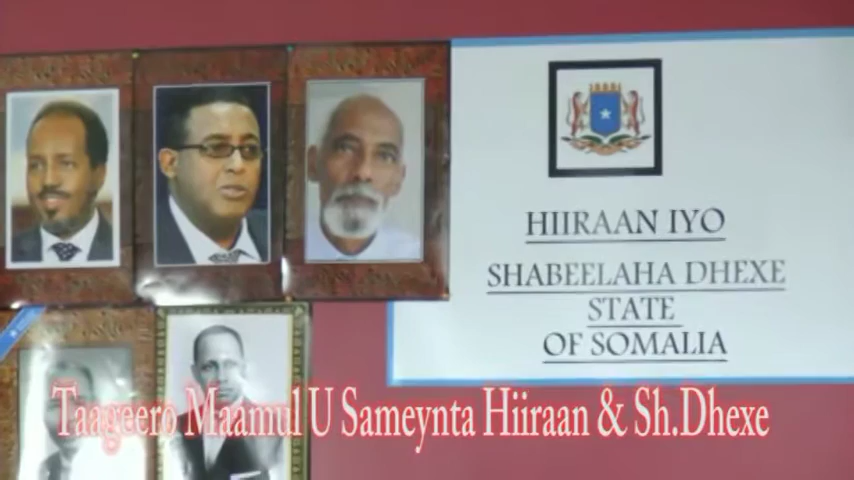 HIIRAAN IYO
SHABEELAHA DHEXE
STATE
OF SOMALIA
Taageero Maamul U Sameynta Hiiraan & Sh.Dhexe